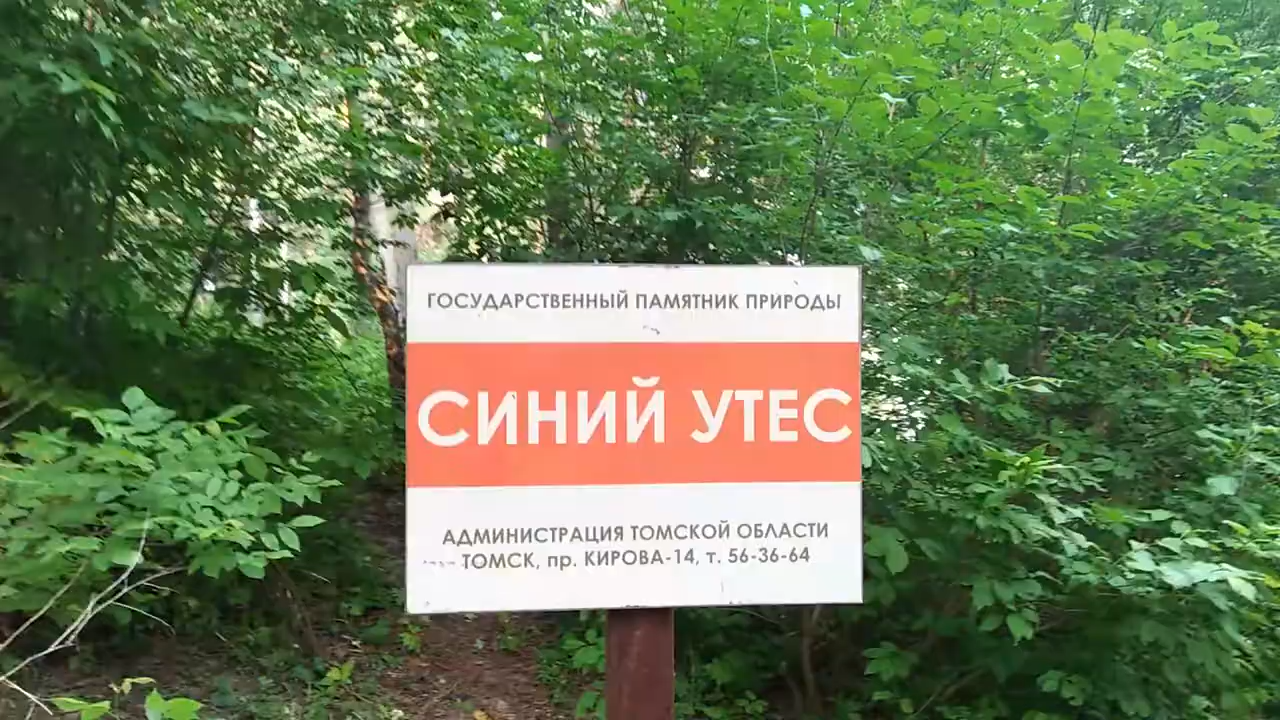 ГОСУДАРСТВЕННЫЙ ПАМЯТНИК ПРИРОДЫ
СИНИЙ УТЕС
АДМИНИСТРАЦИЯ ТОМСКОЙ ОБЛАСТИ
ТОМСК, пр. КИРОВА-14, т. 56-36-64